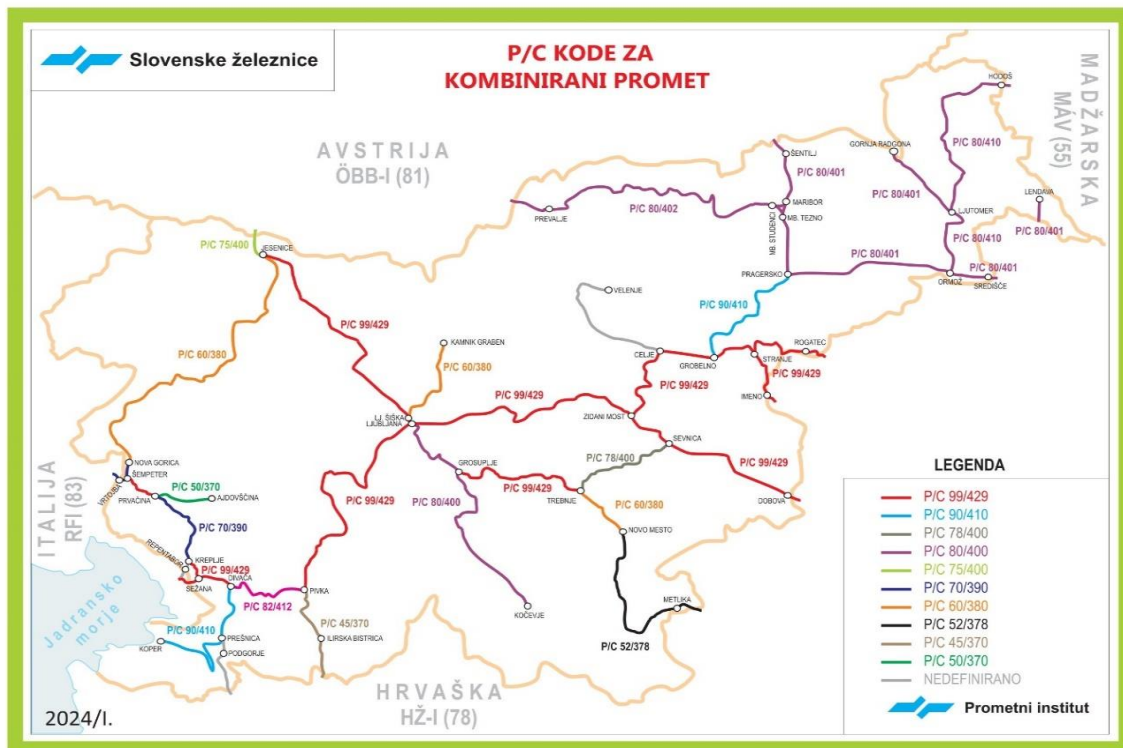 Slovenske železnice
P/C KODE ZA
KOMBINIRANI PROMET
AVSTRIJA
ÖBB-I (81)
MADŽARSKA
MÁV (55)
HODOŠ
P/C 80/410
GORNJA RADGONA
ŠENTILJ
P/C 80/401
P/C 80/401
LENDAVA
P/C 80/401
PREVALJE
P/C 80/402
MARIBOR
MB. TEZNO
MB. STUDENCI
LJUTOMER
P/C 80/410
P/C 80/401
P/C 80/401
PRAGERSKO
ORMOŽ
SREDIŠČE
P/C 75/400
JESENICE
VELENJE
P/C 90/410
P/C 99/429
KAMNIK GRABEN
P/C 60/380
P/C 60/380
CELJE
GROBELNO
STRANJE
ROGATEC
P/C 99/429
P/C 99/429
IMENO
P/C 99/429
LJ. ŠIŠKA
LJUBLJANA
ZIDANI MOST
SEVNICA
P/C 78/400
P/C 99/429
DOBOVA
GROSUPLJE
P/C 99/429
TREBNJE
P/C 60/380
NOVO MESTO
P/C 80/400
KOČEVJE
METLIKA
P/C 52/378
ITALIJA
RFI (83)
NOVA GORICA
ŠEMPETER
VRTOJBA
PRVAČINA
P/C 50/370
AJDOVŠČINA
P/C 99/429
P/C 70/390
REPENTABOR
KREPLJE
P/C 99/429
SEŽANA
DIVAČA
P/C 82/412
PIVKA
P/C 45/370
ILIRSKA BISTRICA
P/C 90/410
PREŠNICA
PODGORJE
KOPER
Jadransko
morje
HRVAŠKA
HŽ-I (78)
2024/I.
LEGENDA
P/C 99/429
P/C 90/410
P/C 78/400
P/C 80/400
P/C 75/400
P/C 70/390
P/C 60/380
P/C 52/378
P/C 45/370
P/C 50/370
NEDEFINIRANO
Prometni institut